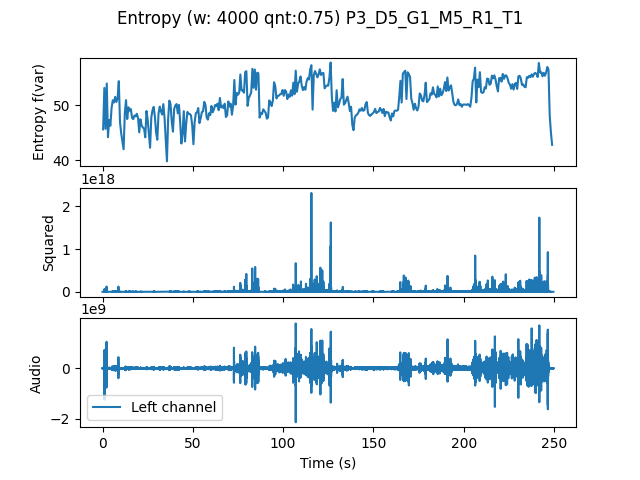 Entropy (w: 4000 qnt:0.75) P3_D5_G1_M5_R1_T1
Entropy f(var)
50
40
1e18
Squared
2
1
0
1e9
Audio
0
−2
Left channel
0 50 100 150 200 250
Time (s)